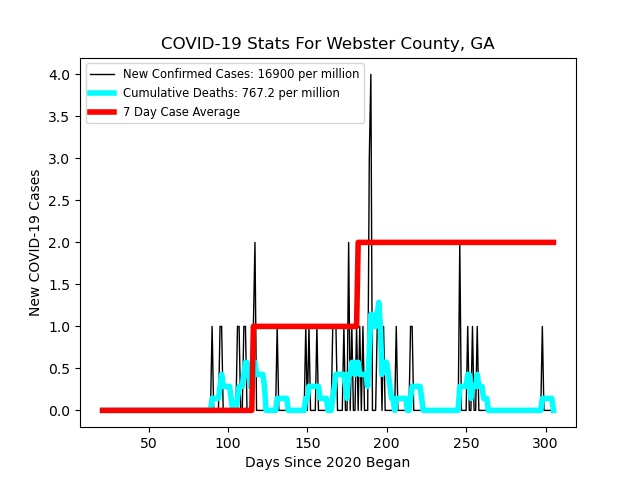 COVID-19 Stats For Webster County, GA
New Confirmed Cases: 16900 per million
Cumulative Deaths: 767.2 per million
7 Day Case Average
New COVID-19 Cases
4.0
3.5
3.0
2.5
2.0
1.5
1.0
0.5
0.0
50 100 150 200 250 300
Days Since 2020 Began